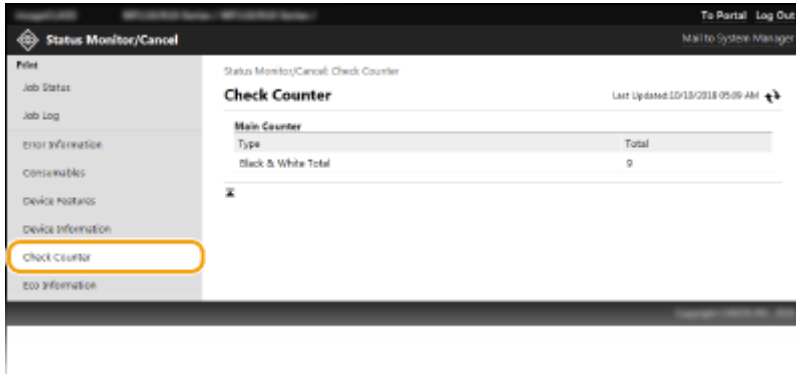 To Portal Log Out
Status Monitor/Cancel
Mail to System Manager
Print
Job Status
Job Log
Error Information
Consumables
Device Features
Device Information
Check Counter
Eco Information
Status Monitor/Cancel: Check Counter
Check Counter
Last Updated:10/10/2018 05:09 AM
Main Counter
Type Total
Black & White Total 9